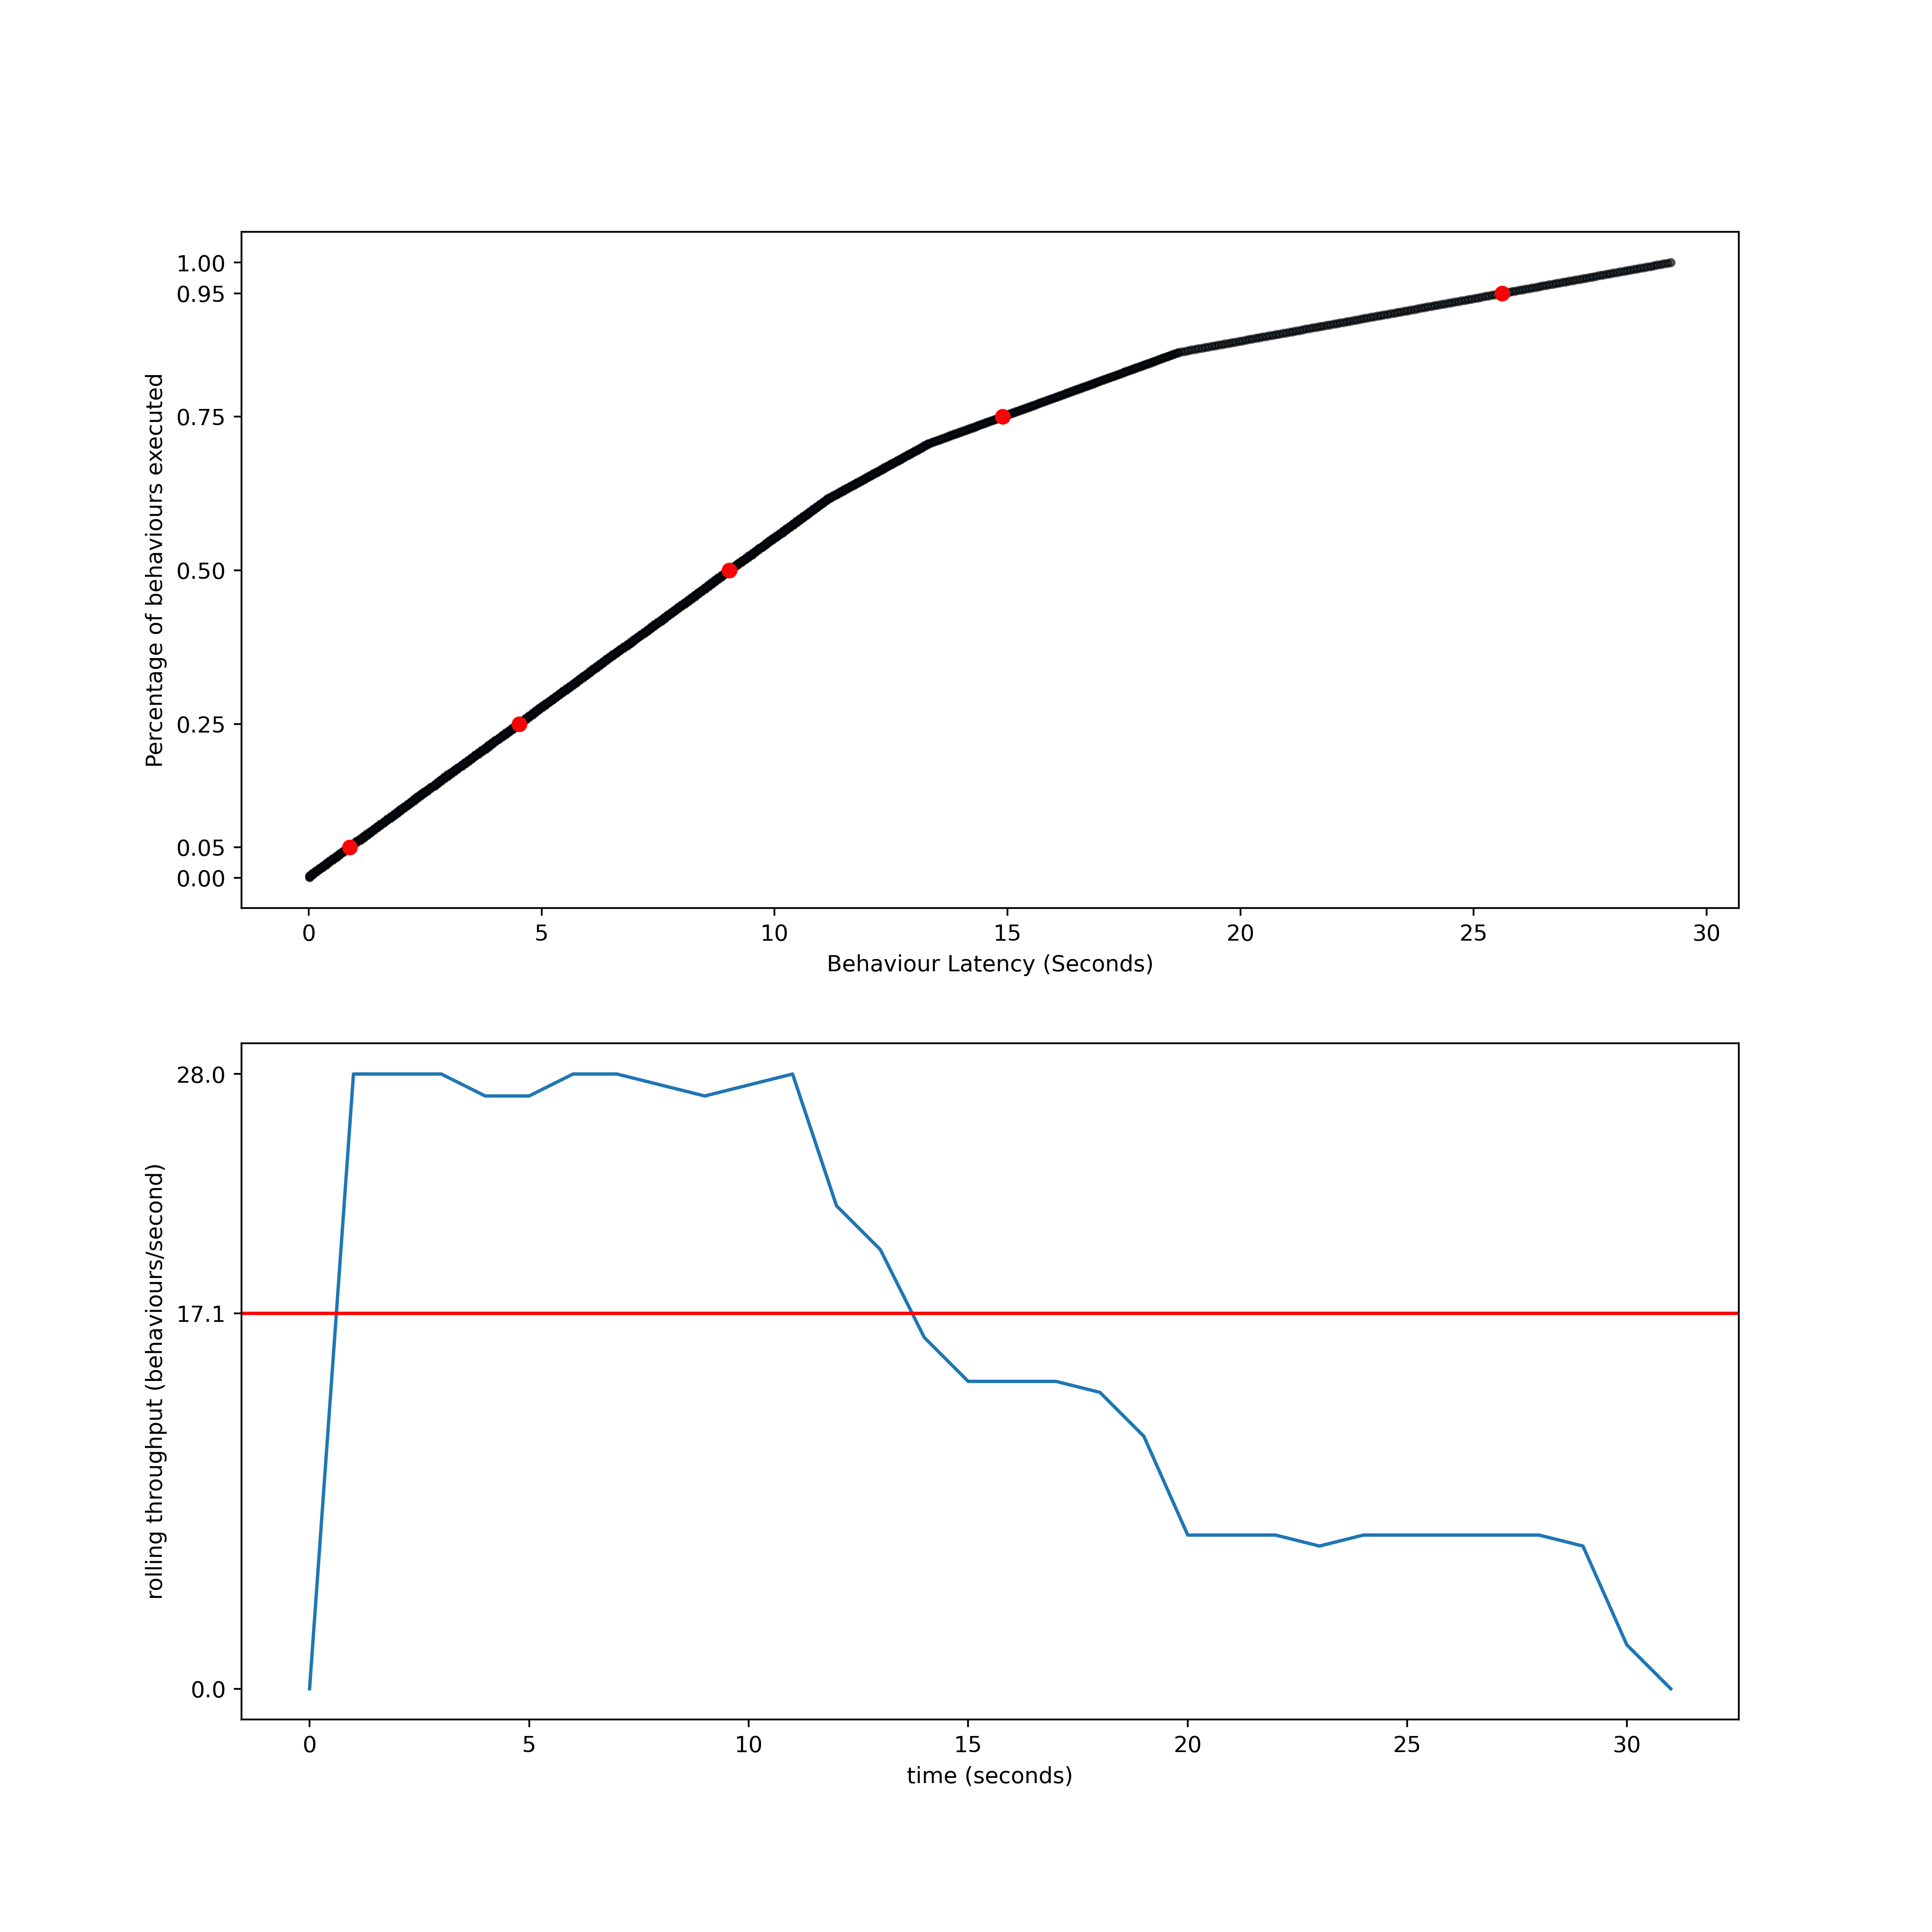 1.00
0.95
0.75
0.50
0.25
0.05
0.00
Percentage of behaviours executed
0 5 10 15 20 25 30
Behaviour Latency (Seconds)
28.0
17.1
0.0
rolling throughput (behaviours/second)
0 5 10 15 20 25 30
time (seconds)